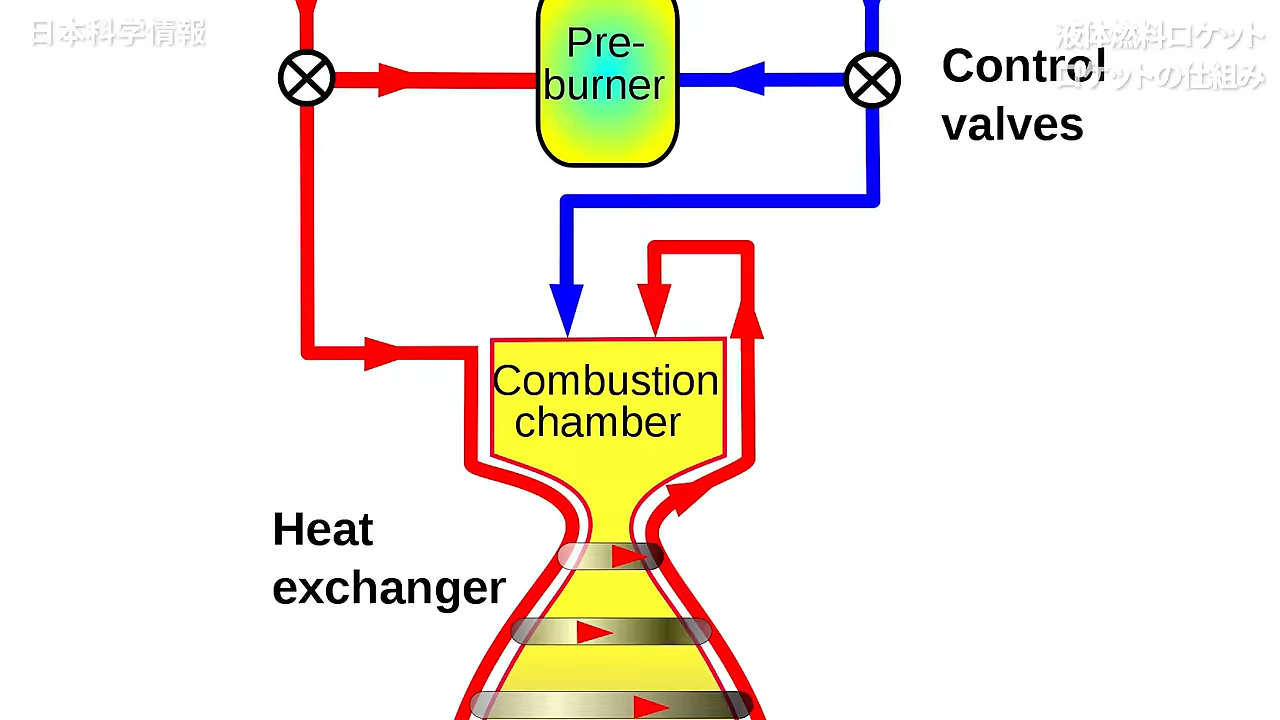 日本科学情報
液体燃料ロケット
ロケットの仕組み
Pre-
burner
Control
valves
Combustion
chamber
Heat
exchanger